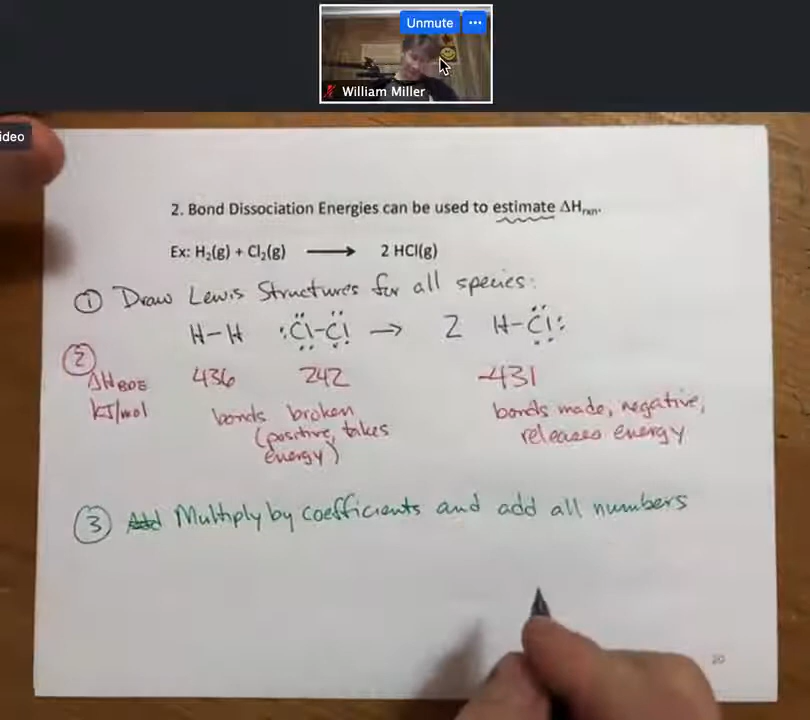 Unmute
William Miller
ideo
2. Bond Dissociation Energies can be used to estimate ΔHrxn.
Ex: H₂(g) + Cl₂(g) ⟶ 2 HCl(g)
① Draw Lewis Structures for all species:
H–H :Cl–Cl: → 2 H–Cl:
②
ΔHBDE 436 242 -431
kJ/mol bonds broken bonds made, negative,
(positive, takes releases energy
energy)
③ Add Multiply by coefficients and add all numbers
20